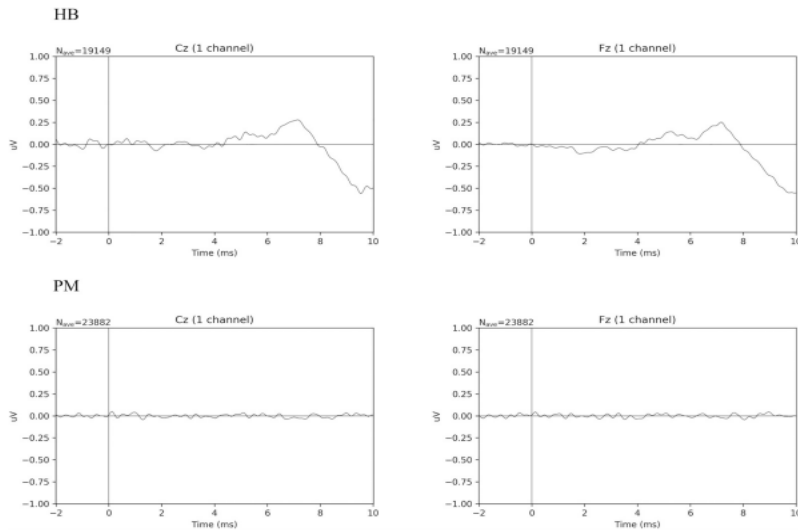 HB
N_ave=19149 Cz (1 channel)
1.00
0.75
0.50
0.25
0.00
−0.25
−0.50
−0.75
−1.00
uV
−2 0 2 4 6 8 10
Time (ms)
N_ave=19149 Fz (1 channel)
1.00
0.75
0.50
0.25
0.00
−0.25
−0.50
−0.75
−1.00
uV
−2 0 2 4 6 8 10
Time (ms)
PM
N_ave=23882 Cz (1 channel)
1.00
0.75
0.50
0.25
0.00
−0.25
−0.50
−0.75
−1.00
uV
−2 0 2 4 6 8 10
Time (ms)
N_ave=23882 Fz (1 channel)
1.00
0.75
0.50
0.25
0.00
−0.25
−0.50
−0.75
−1.00
uV
−2 0 2 4 6 8 10
Time (ms)